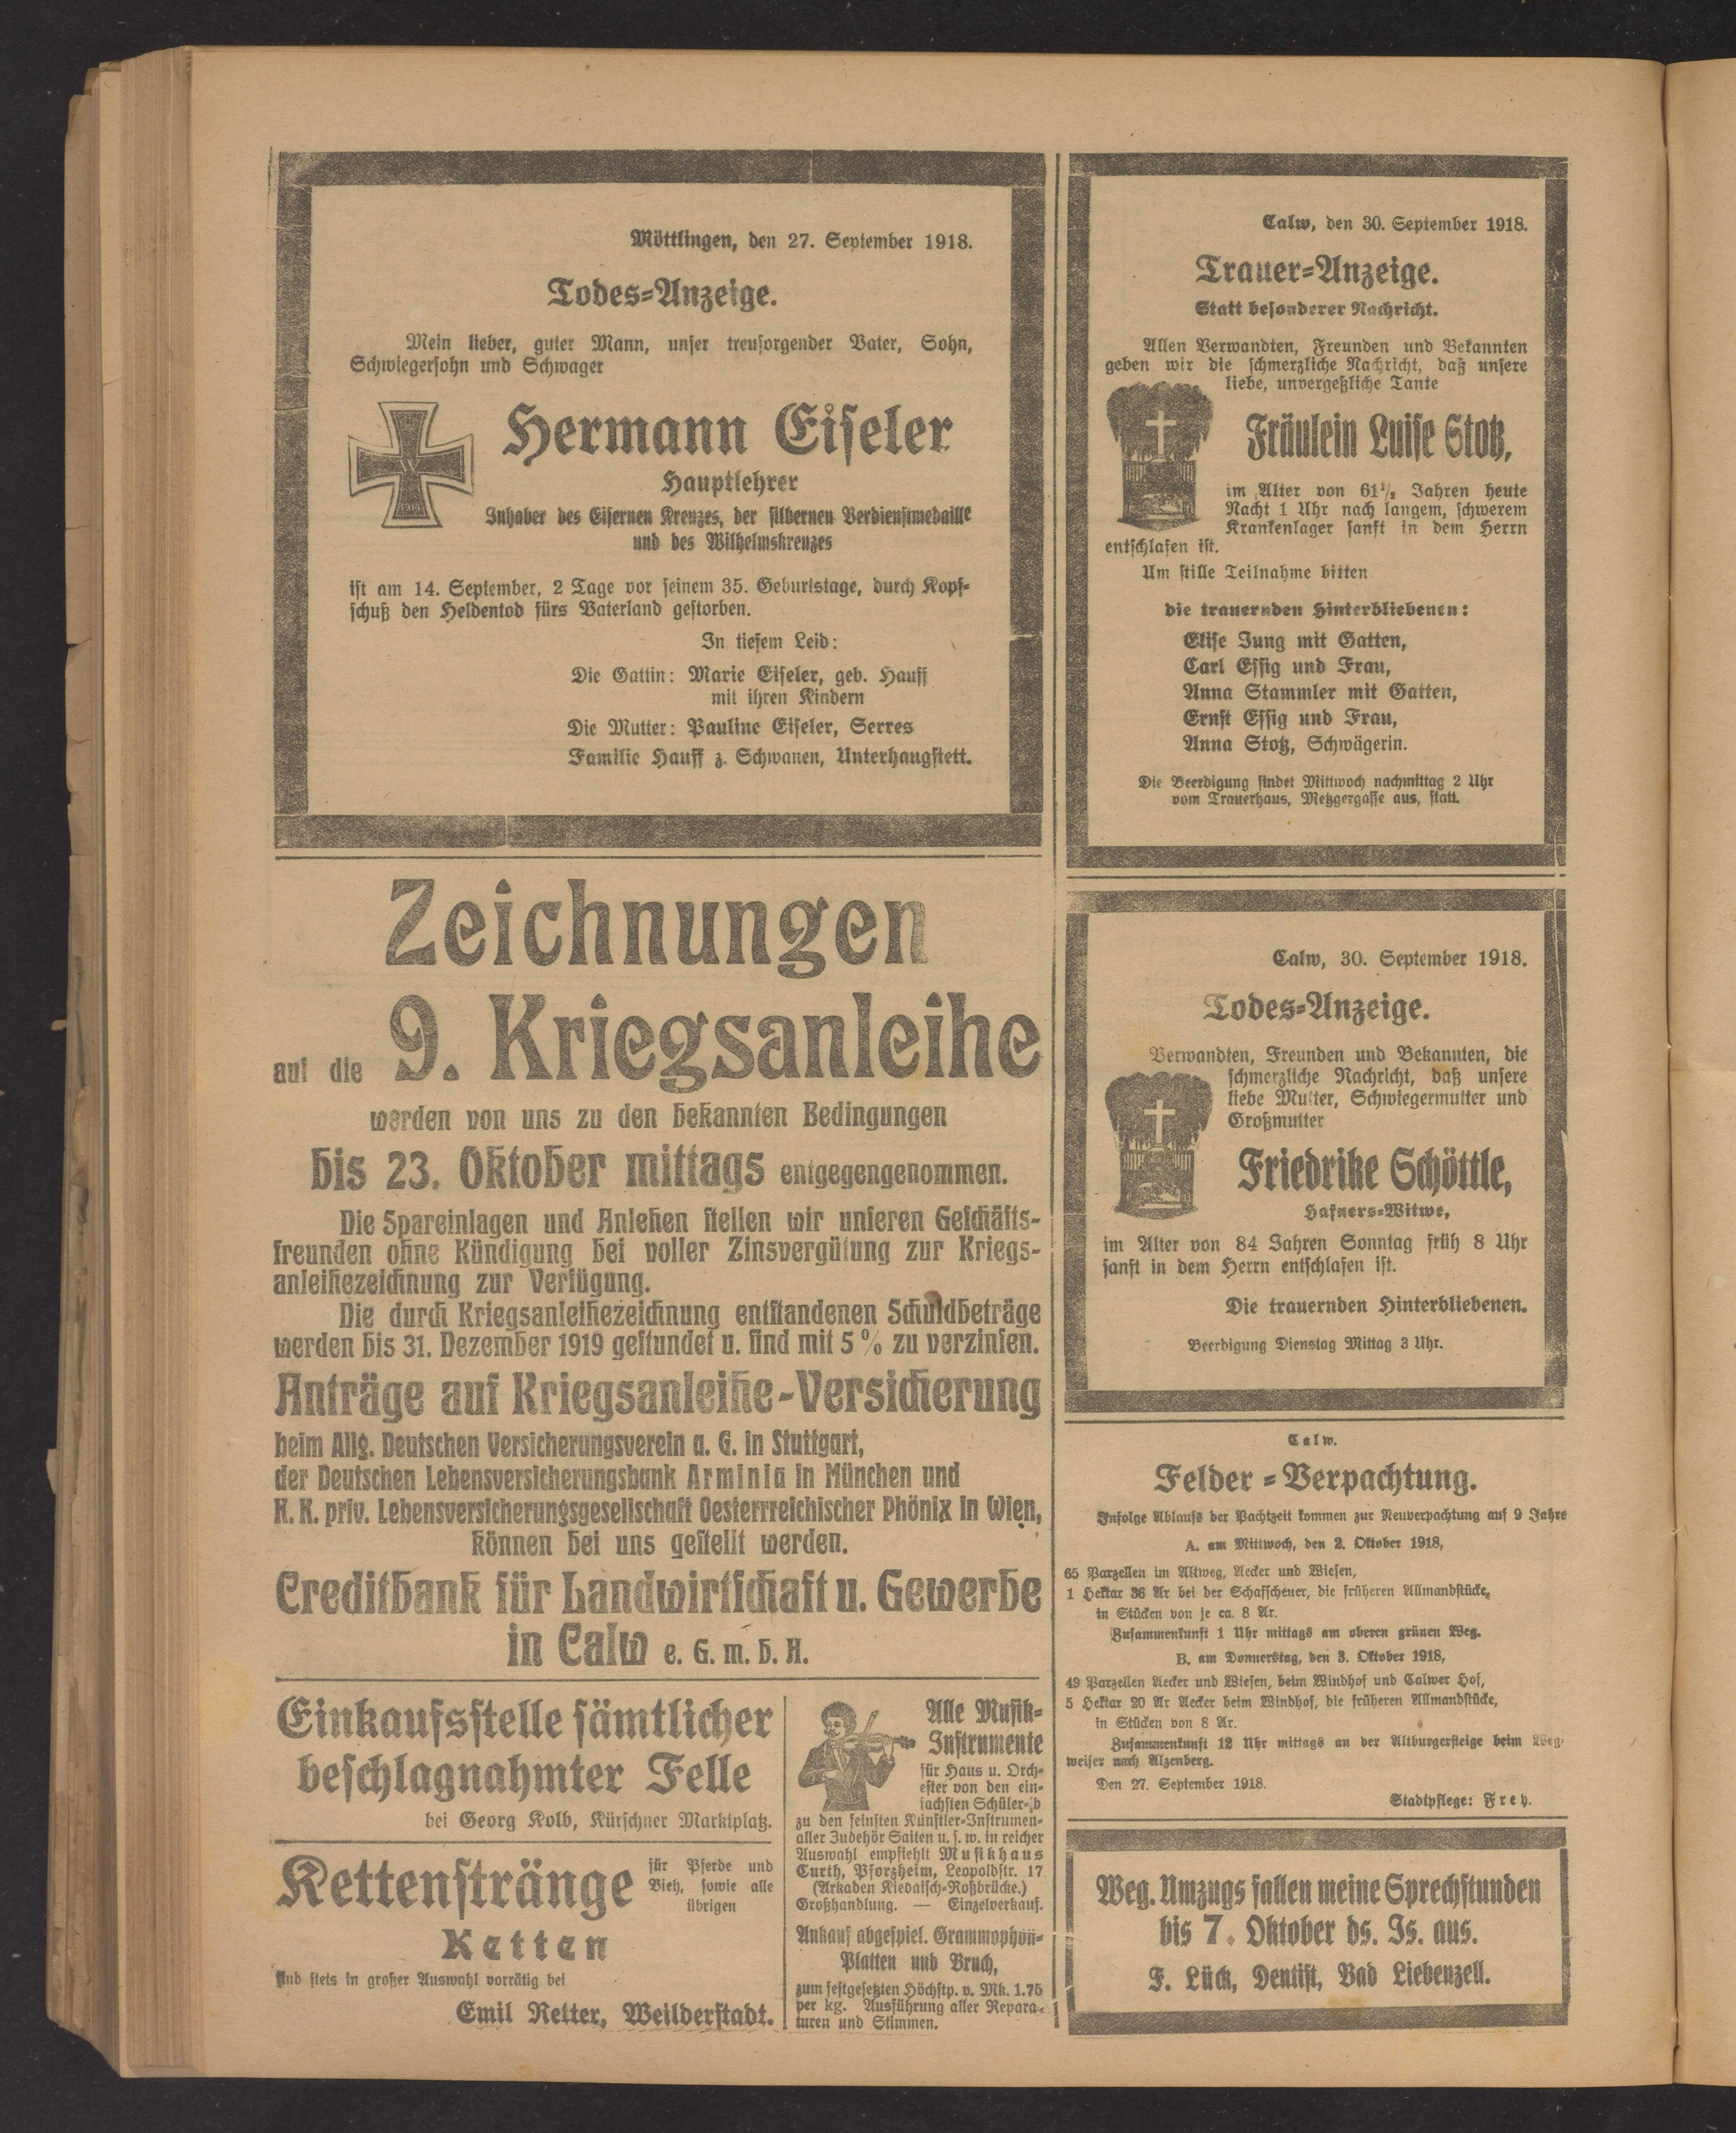 Möttlingen, den 27. September 1918.
Todes-Anzeige.
Mein lieber, guter Mann, unser treusorgender Vater, Sohn,
Schwiegersohn und Schwager
Hermann Eiseler
Hauptlehrer
Inhaber des Eisernen Kreuzes, der silbernen Verdienstmedaille
und des Wilhelmskreuzes
ist am 14. September, 2 Tage vor seinem 35. Geburtstage, durch Kopf-
schuß den Heldentod fürs Vaterland gestorben.
In tiefem Leid:
Die Gattin: Marie Eiseler, geb. Hauff
mit ihren Kindern
Die Mutter: Pauline Eiseler, Serres
Familie Hauff z. Schwanen, Unterhaugstett.
Zeichnungen
auf die 9. Kriegsanleihe
werden von uns zu den bekannten Bedingungen
bis 23. Oktober mittags entgegengenommen.
Die Spareinlagen und Anlehen stellen wir unseren Geschäfts-
freunden ohne Kündigung bei voller Zinsvergütung zur Kriegs-
anleihezeichnung zur Verfügung.
Die durch Kriegsanleihezeichnung entstandenen Schuldbeträge
werden bis 31. Dezember 1919 gestundet u. sind mit 5 % zu verzinsen.
Anträge auf Kriegsanleihe-Versicherung
beim Allg. Deutschen Versicherungsverein a. G. in Stuttgart,
der Deutschen Lebensversicherungsbank Arminia in München und
K. K. priv. Lebensversicherungsgesellschaft Oesterrreichischer Phönix in Wien,
können bei uns gestellt werden.
Creditbank für Landwirtschaft u. Gewerbe
in Calw e. G. m. b. H.
Einkaufsstelle sämtlicher
beschlagnahmter Felle
bei Georg Kolb, Kürschner Marktplatz.
Kettenstränge für Pferde und
Vieh, sowie alle
übrigen
Ketten
sind stets in großer Auswahl vorrätig bei
Emil Retter, Weilderstadt.
Alle Musik-
Instrumente
für Haus u. Orch-
ester von den ein-
fachsten Schüler- b
zu den feinsten Künstler-Instrumen-
aller Zudehör Saiten u. s. w. in reicher
Auswahl empfiehlt Musikhaus
Curth, Pforzheim, Leopoldstr. 17
(Arkaden Kiedaisch-Roßbrücke.)
Großhandlung. — Einzelverkauf.
Ankauf abgespiel. Grammophon-
Platten und Bruch,
zum festgesetzten Höchstp. v. Mk. 1.75
per kg. Ausführung aller Repara-
turen und Stimmen.
Calw, den 30. September 1918.
Trauer-Anzeige.
Statt besonderer Nachricht.
Allen Verwandten, Freunden und Bekannten
geben wir die schmerzliche Nachricht, daß unsere
liebe, unvergeßliche Tante
Fräulein Luise Stotz,
im Alter von 61½ Jahren heute
Nacht 1 Uhr nach langem, schwerem
Krankenlager sanft in dem Herrn
entschlafen ist.
Um stille Teilnahme bitten
die trauernden Hinterbliebenen:
Elise Jung mit Gatten,
Carl Essig und Frau,
Anna Stammler mit Gatten,
Ernst Essig und Frau,
Anna Stotz, Schwägerin.
Die Beerdigung findet Mittwoch nachmittag 2 Uhr
vom Trauerhaus, Metzgergasse aus, statt.
Calw, 30. September 1918.
Todes-Anzeige.
Verwandten, Freunden und Bekannten, die
schmerzliche Nachricht, daß unsere
liebe Mutter, Schwiegermutter und
Großmutter
Friedrike Schöttle,
Hafners-Witwe,
im Alter von 84 Jahren Sonntag früh 8 Uhr
sanft in dem Herrn entschlafen ist.
Die trauernden Hinterbliebenen.
Beerdigung Dienstag Mittag 3 Uhr.
Calw.
Felder-Verpachtung.
Infolge Ablaufs der Pachtzeit kommen zur Neuverpachtung auf 9 Jahre
A. am Mittwoch, den 2. Oktober 1918,
65 Parzellen im Altweg, Aecker und Wiesen,
1 Hektar 36 Ar bei der Schafscheuer, die früheren Allmandstücke,
in Stücken von je ca. 8 Ar.
Zusammenkunft 1 Uhr mittags am oberen grünen Weg.
B. am Donnerstag, den 3. Oktober 1918,
49 Parzellen Aecker und Wiesen, beim Windhof und Calwer Hof,
5 Hektar 20 Ar Aecker beim Windhof, die früheren Allmandstücke,
in Stücken von 8 Ar.
Zusammenkunft 12 Uhr mittags an der Altburgersteige beim Weg-
weiser nach Alzenberg.
Den 27. September 1918.
Stadtpflege: Frey.
Weg. Umzugs fallen meine Sprechstunden
bis 7. Oktober ds. Js. aus.
F. Lück, Dentist, Bad Liebenzell.